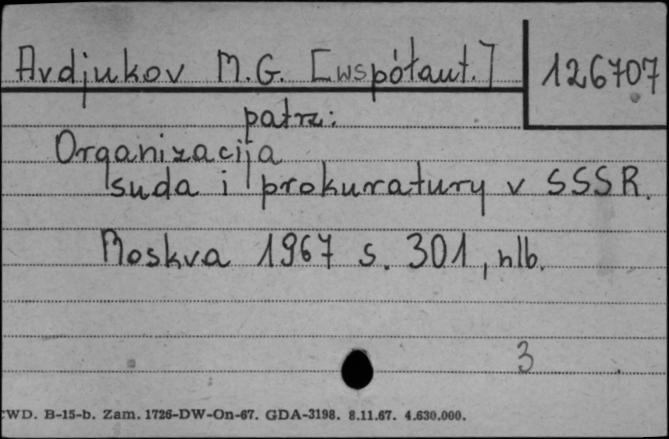 Avdjukov M.G. [współaut.] 126707
patrz:
Organizacija
suda i prokuratury v SSSR.
Moskva 1967 s. 301, nlb.
3
CWD. B-15-b. Zam. 1726-DW-On-67. GDA-3198. 8.11.67. 4.630.000.